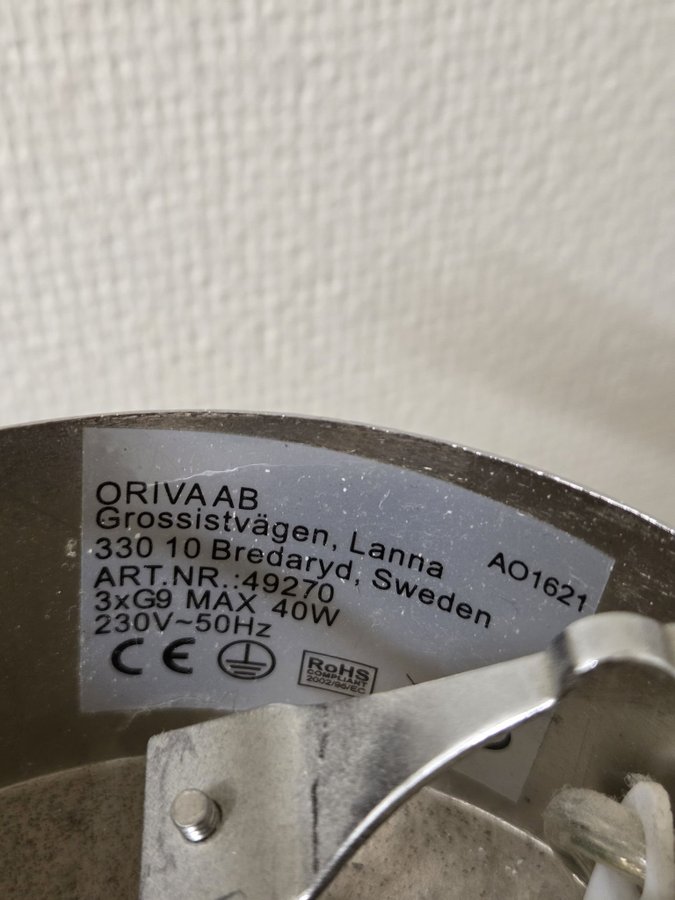 ORIVA AB
Grossistvägen, Lanna
330 10 Bredaryd, Sweden
ART.NR.:49270
3xG9 MAX 40W
230V~50Hz
AO1621
CE
RoHS
COMPLIANT
2002/95/EC